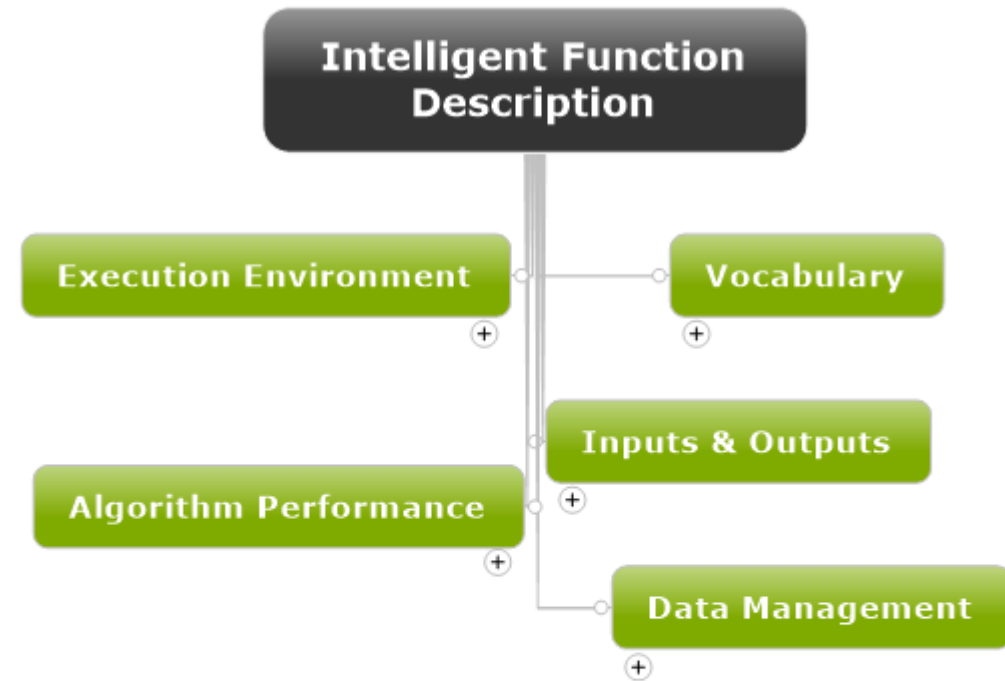 Intelligent Function
Description
Execution Environment
Vocabulary
Inputs & Outputs
Algorithm Performance
Data Management